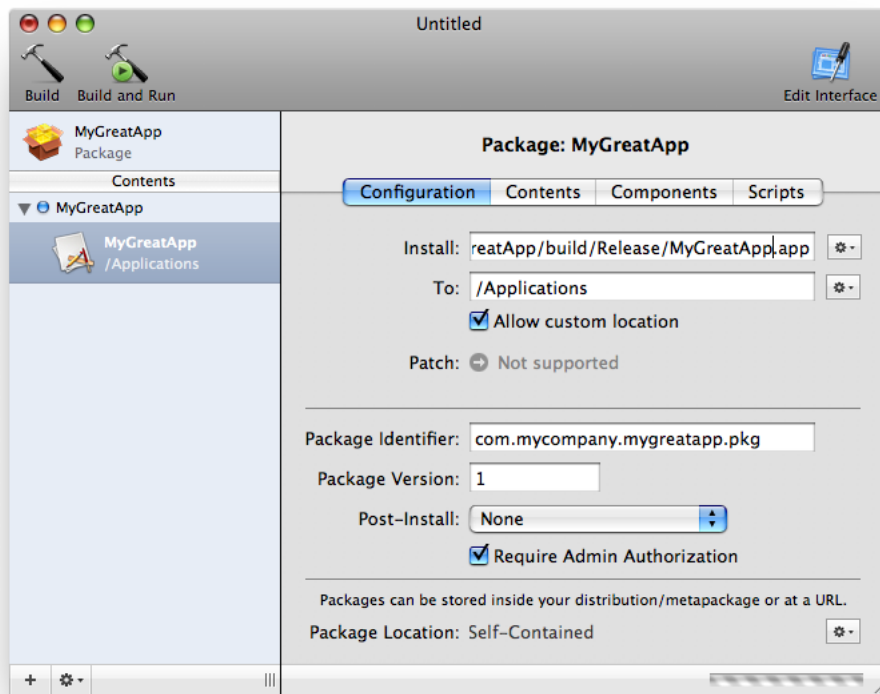 Untitled
Build
Build and Run
Edit Interface
MyGreatApp
Package
Contents
MyGreatApp
MyGreatApp
/Applications
Package: MyGreatApp
Configuration
Contents
Components
Scripts
Install: reatApp/build/Release/MyGreatApp.app
To: /Applications
Allow custom location
Patch: Not supported
Package Identifier: com.mycompany.mygreatapp.pkg
Package Version: 1
Post-Install: None
Require Admin Authorization
Packages can be stored inside your distribution/metapackage or at a URL.
Package Location: Self-Contained